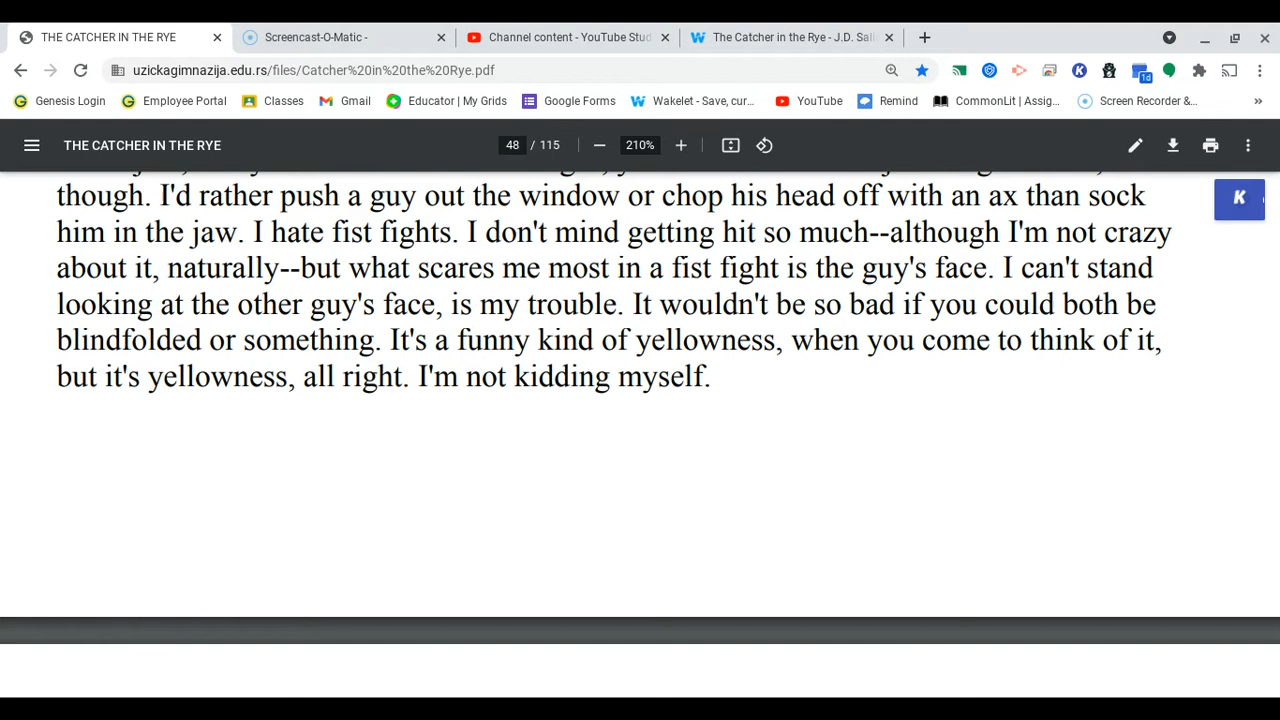 THE CATCHER IN THE RYE
Screencast-O-Matic -
Channel content - YouTube Stud
The Catcher in the Rye - J.D. Sali
uzickagimnazija.edu.rs/files/Catcher%20in%20the%20Rye.pdf
1d
Genesis Login
Employee Portal
Classes
Gmail
Educator | My Grids
Google Forms
Wakelet - Save, cur...
YouTube
Remind
CommonLit | Assig...
Screen Recorder &...
THE CATCHER IN THE RYE
48 / 115
210%
though. I'd rather push a guy out the window or chop his head off with an ax than sock
him in the jaw. I hate fist fights. I don't mind getting hit so much--although I'm not crazy
about it, naturally--but what scares me most in a fist fight is the guy's face. I can't stand
looking at the other guy's face, is my trouble. It wouldn't be so bad if you could both be
blindfolded or something. It's a funny kind of yellowness, when you come to think of it,
but it's yellowness, all right. I'm not kidding myself.
K